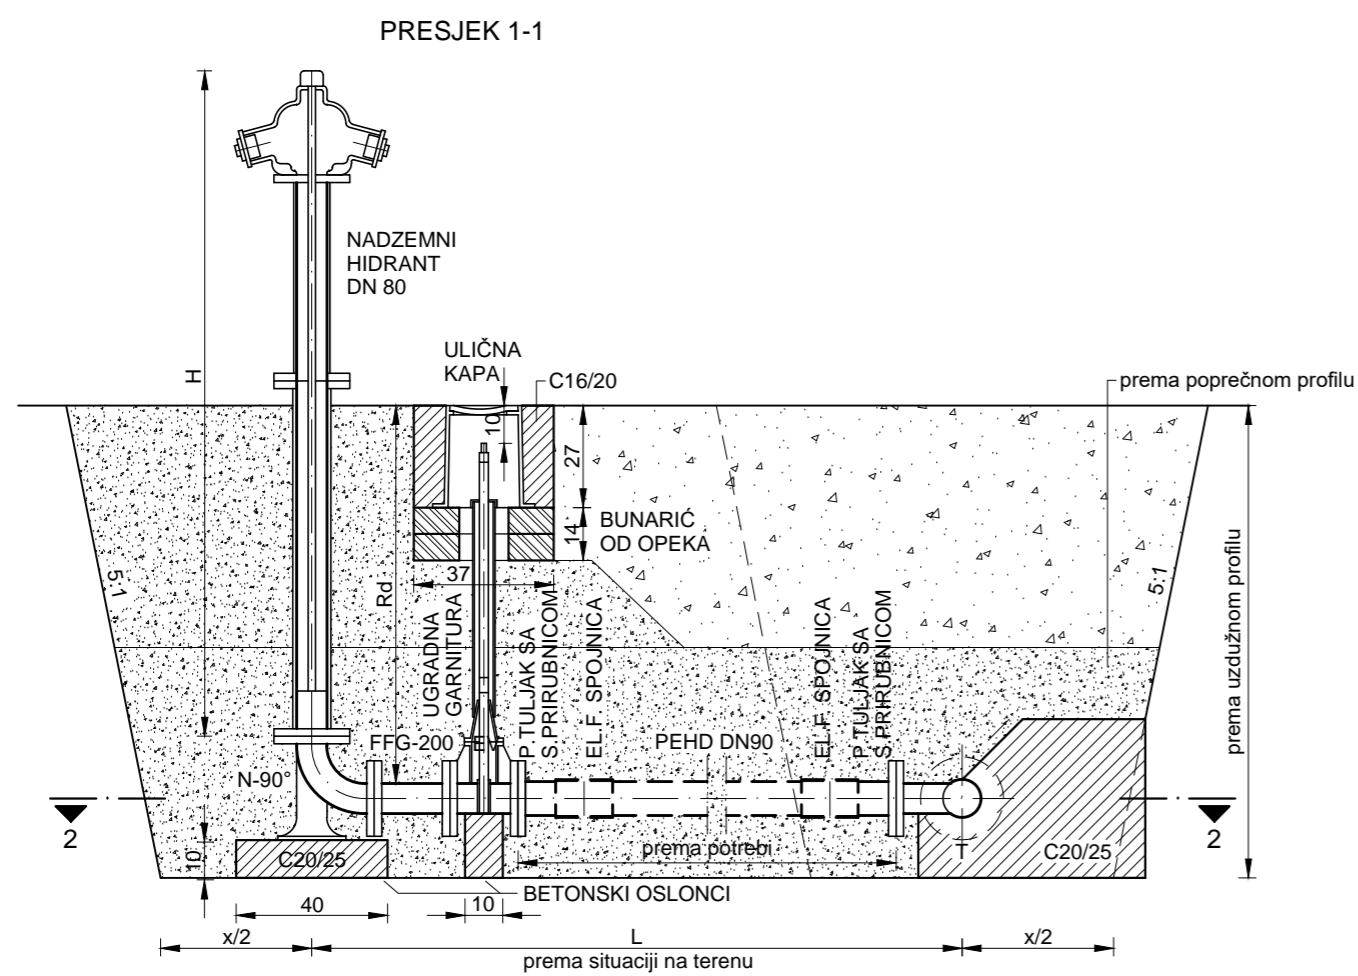 PRESJEK 1-1
NADZEMNI
HIDRANT
DN 80
H
ULIČNA
KAPA
C16/20
prema poprečnom profilu
10
27
14
BUNARIĆ
OD OPEKA
37
Rd
5:1
5:1
UGRADNA
GARNITURA
P.TULJAK SA
S.PRIRUBNICOM
EL.F. SPOJNICA
EL.F. SPOJNICA
P.TULJAK SA
S.PRIRUBNICOM
prema uzdužnom profilu
FFG-200
PEHD DN90
N-90°
2
2
10
C20/25
prema potrebi
T
C20/25
BETONSKI OSLONCI
40
10
x/2
L
x/2
prema situaciji na terenu